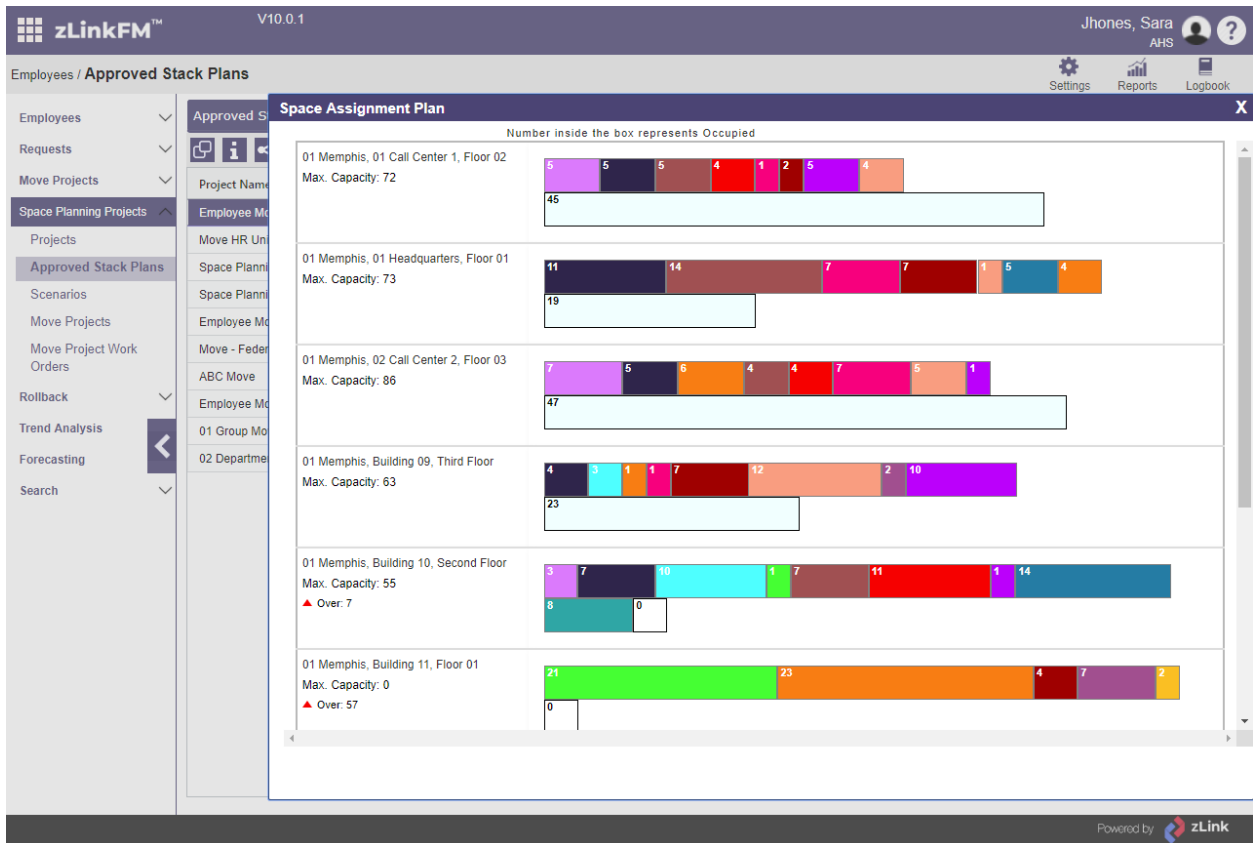 zLinkFM™
V10.0.1
Jhones, Sara
AHS
?
Employees / Approved Stack Plans
Settings
Reports
Logbook
Employees
Requests
Move Projects
Space Planning Projects
Projects
Approved Stack Plans
Scenarios
Move Projects
Move Project Work
Orders
Rollback
Trend Analysis
Forecasting
Search
Approved S
i
Project Name
Employee Mo
Move HR Uni
Space Planni
Space Planni
Employee Mo
Move - Feder
ABC Move
Employee Mo
01 Group Mo
02 Departme
Space Assignment Plan
X
Number inside the box represents Occupied
01 Memphis, 01 Call Center 1, Floor 02
Max. Capacity: 72
5 5 5 4 1 2 5 4
45
01 Memphis, 01 Headquarters, Floor 01
Max. Capacity: 73
11 14 7 7 1 5 4
19
01 Memphis, 02 Call Center 2, Floor 03
Max. Capacity: 86
7 5 6 4 4 7 5 1
47
01 Memphis, Building 09, Third Floor
Max. Capacity: 63
4 3 1 1 7 12 2 10
23
01 Memphis, Building 10, Second Floor
Max. Capacity: 55
Over: 7
3 7 10 1 7 11 1 14
8 0
01 Memphis, Building 11, Floor 01
Max. Capacity: 0
Over: 57
21 23 4 7 2
0
Powered by zLink